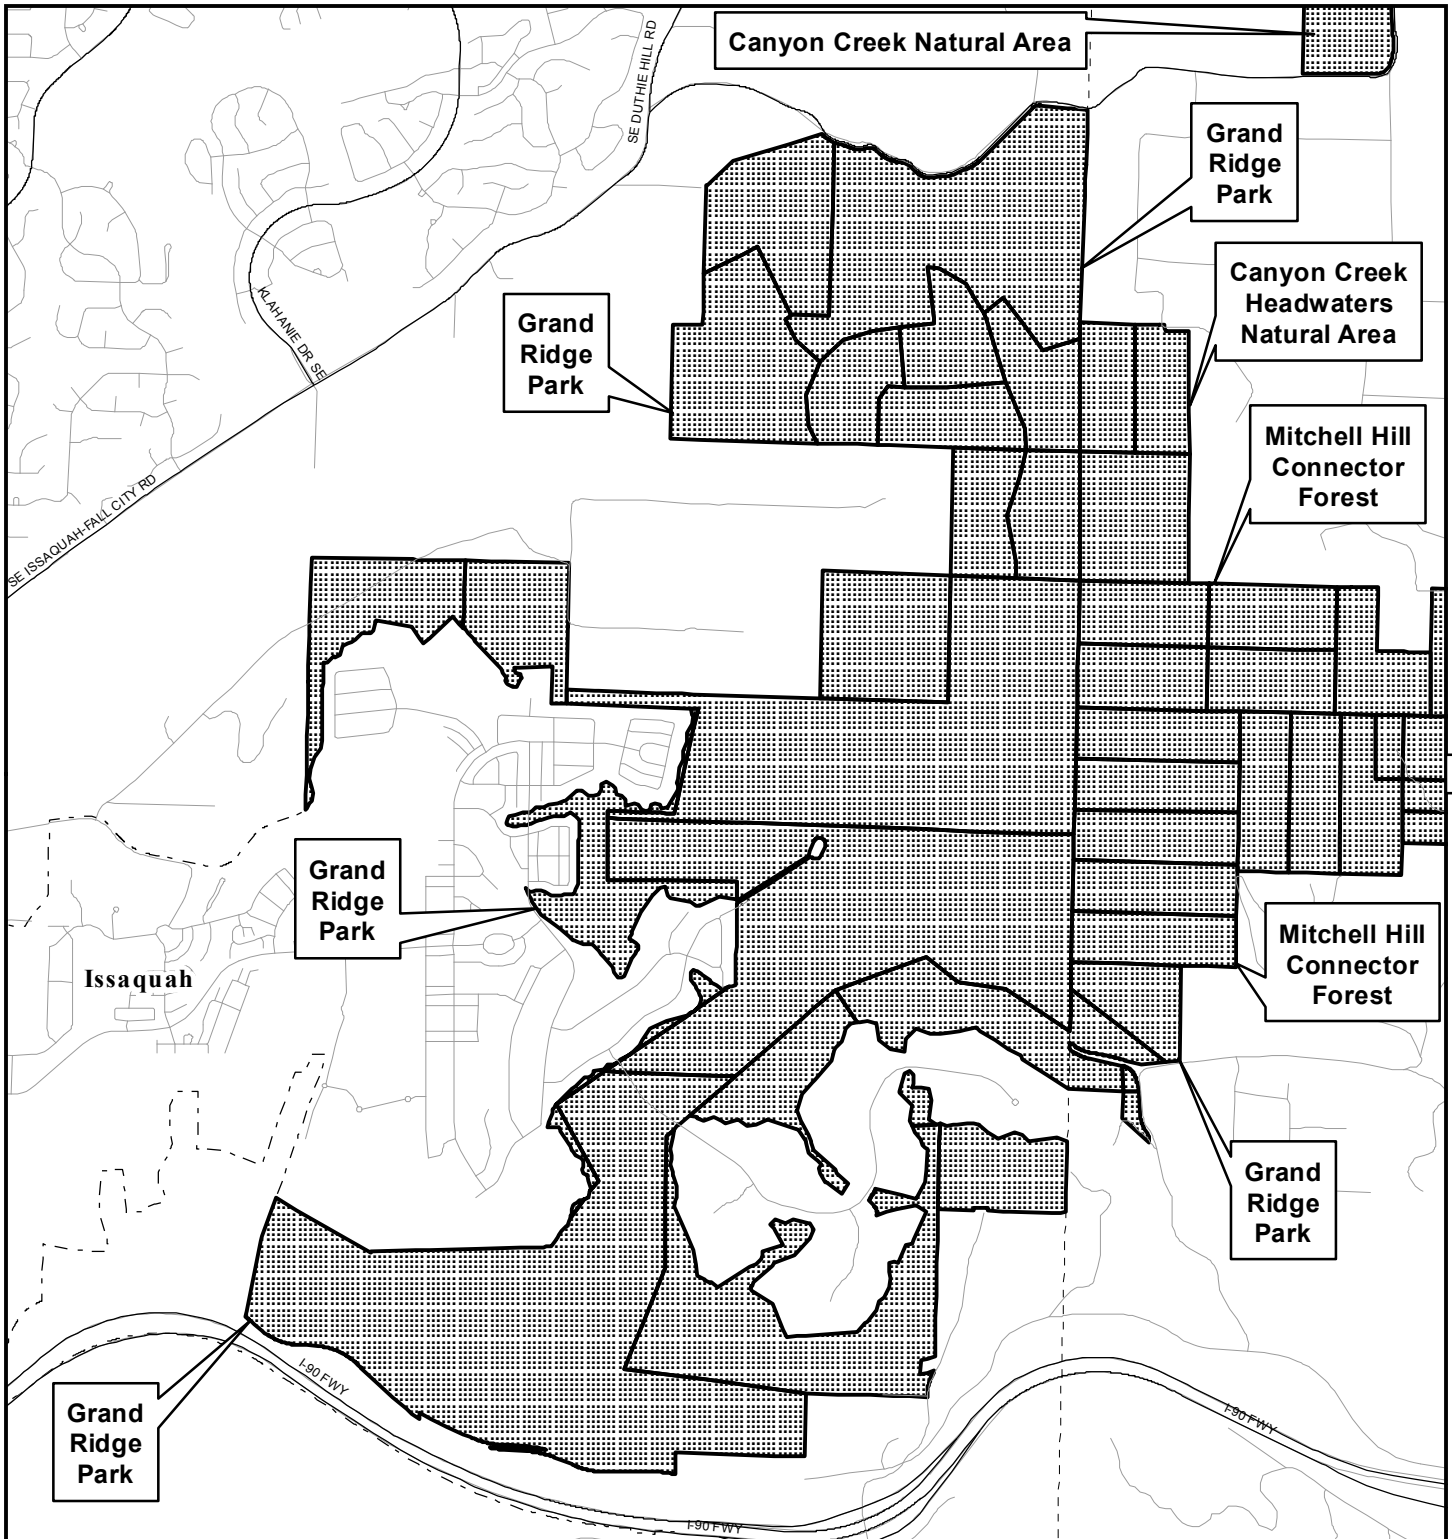 Canyon Creek Natural Area
SE DUTHIE HILL RD
Grand
Ridge
Park
Canyon Creek
Headwaters
Natural Area
KLAHANIE DR SE
Grand
Ridge
Park
Mitchell Hill
Connector
Forest
SE ISSAQUAH-FALL CITY RD
Grand
Ridge
Park
Mitchell Hill
Connector
Forest
Issaquah
Grand
Ridge
Park
I-90 FWY
Grand
Ridge
Park
I-90 FWY
I-90 FWY